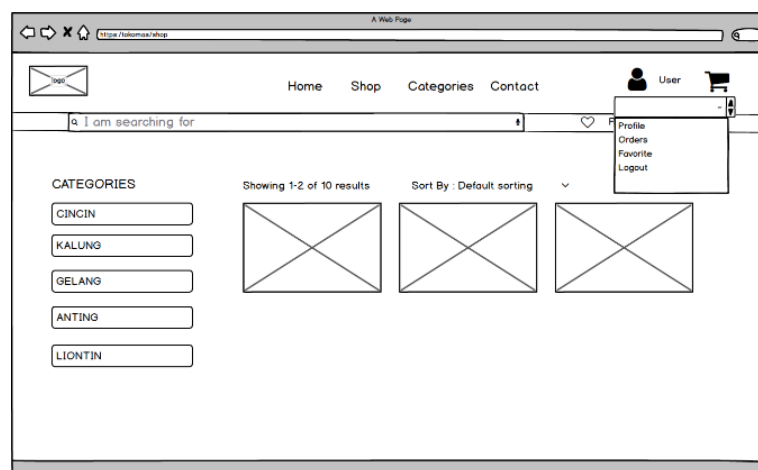 A Web Page
https://tokomas/shop
logo
Home Shop Categories Contact
User
I am searching for
Profile
Orders
Favorite
Logout
CATEGORIES
Showing 1-2 of 10 results
Sort By : Default sorting
CINCIN
KALUNG
GELANG
ANTING
LIONTIN